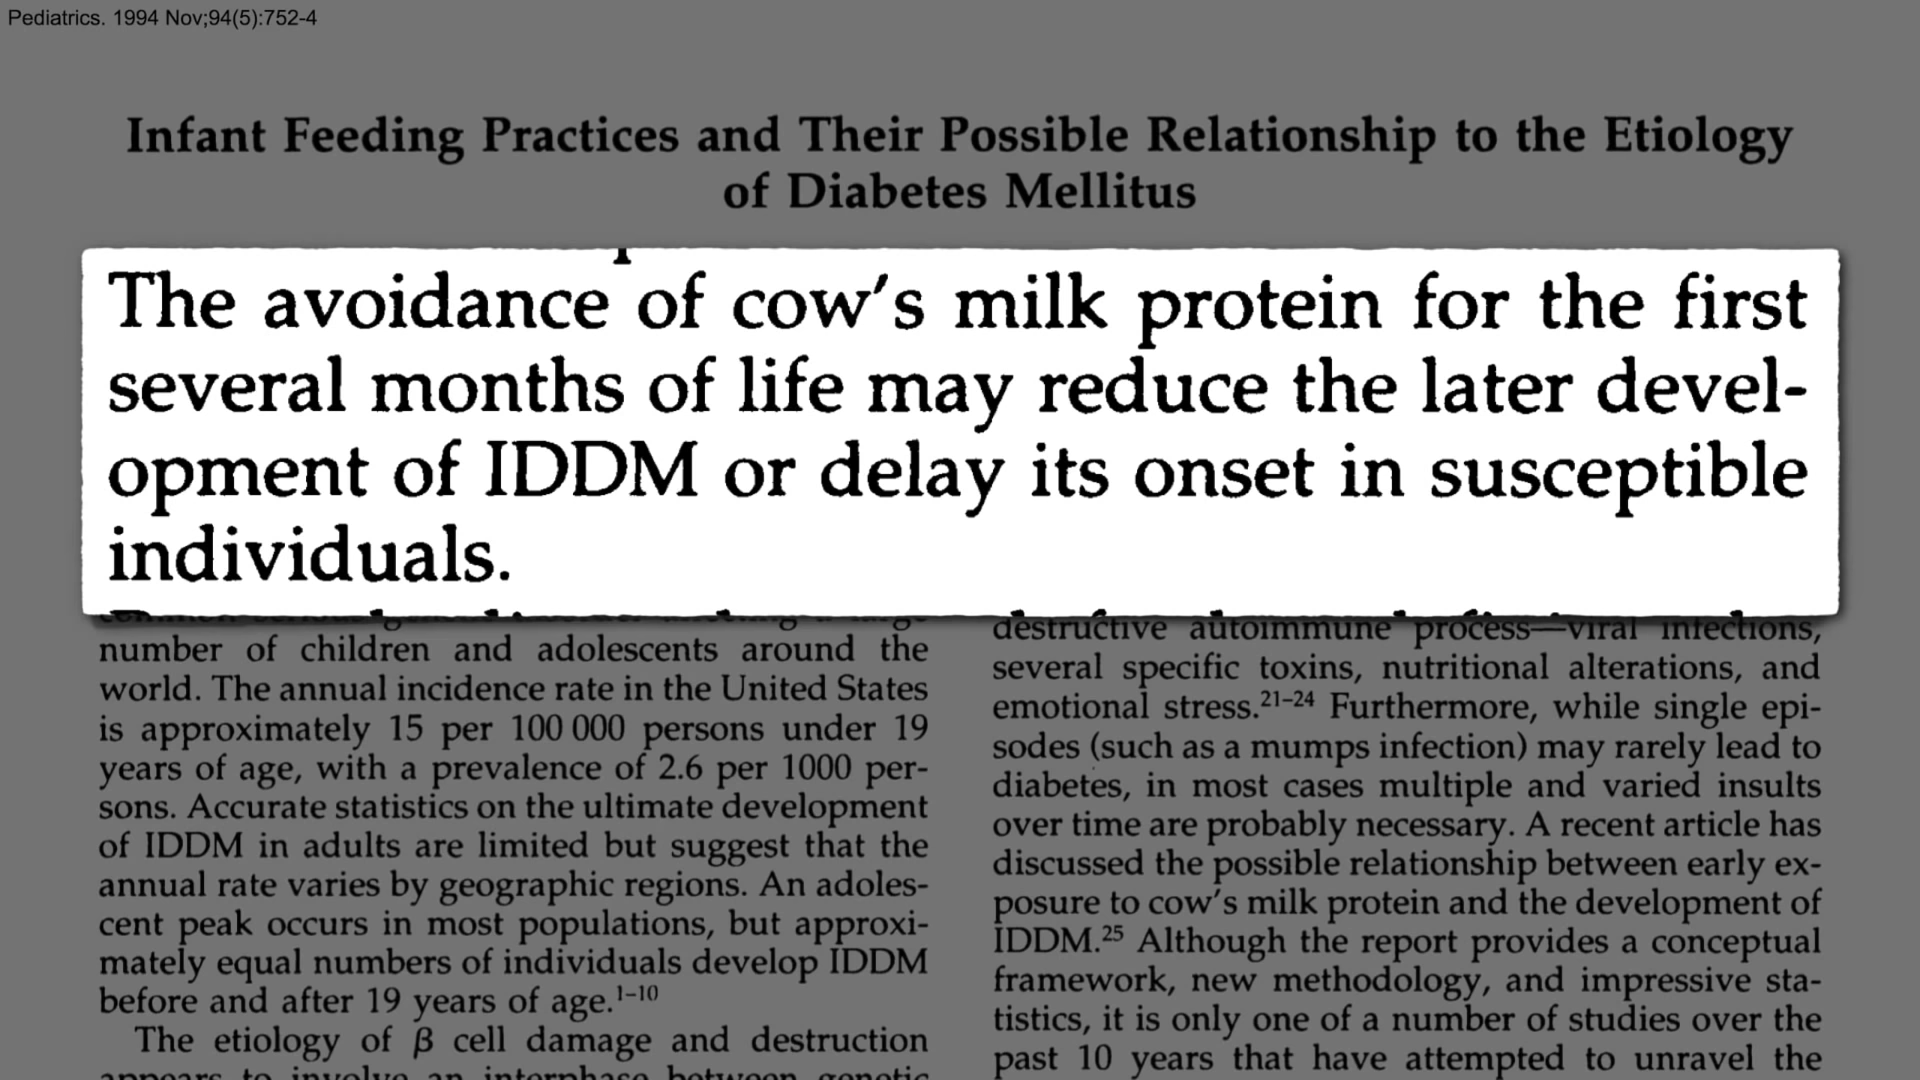 Pediatrics. 1994 Nov;94(5):752-4
Infant Feeding Practices and Their Possible Relationship to the Etiology
of Diabetes Mellitus
The avoidance of cow's milk protein for the first
several months of life may reduce the later devel-
opment of IDDM or delay its onset in susceptible
individuals.
number of children and adolescents around the
world. The annual incidence rate in the United States
is approximately 15 per 100 000 persons under 19
years of age, with a prevalence of 2.6 per 1000 per-
sons. Accurate statistics on the ultimate development
of IDDM in adults are limited but suggest that the
annual rate varies by geographic regions. An adoles-
cent peak occurs in most populations, but approxi-
mately equal numbers of individuals develop IDDM
before and after 19 years of age.1–10
The etiology of β cell damage and destruction
appears to involve an interphase between genetic
destructive autoimmune process—viral infections,
several specific toxins, nutritional alterations, and
emotional stress.21–24 Furthermore, while single epi-
sodes (such as a mumps infection) may rarely lead to
diabetes, in most cases multiple and varied insults
over time are probably necessary. A recent article has
discussed the possible relationship between early ex-
posure to cow's milk protein and the development of
IDDM.25 Although the report provides a conceptual
framework, new methodology, and impressive sta-
tistics, it is only one of a number of studies over the
past 10 years that have attempted to unravel the